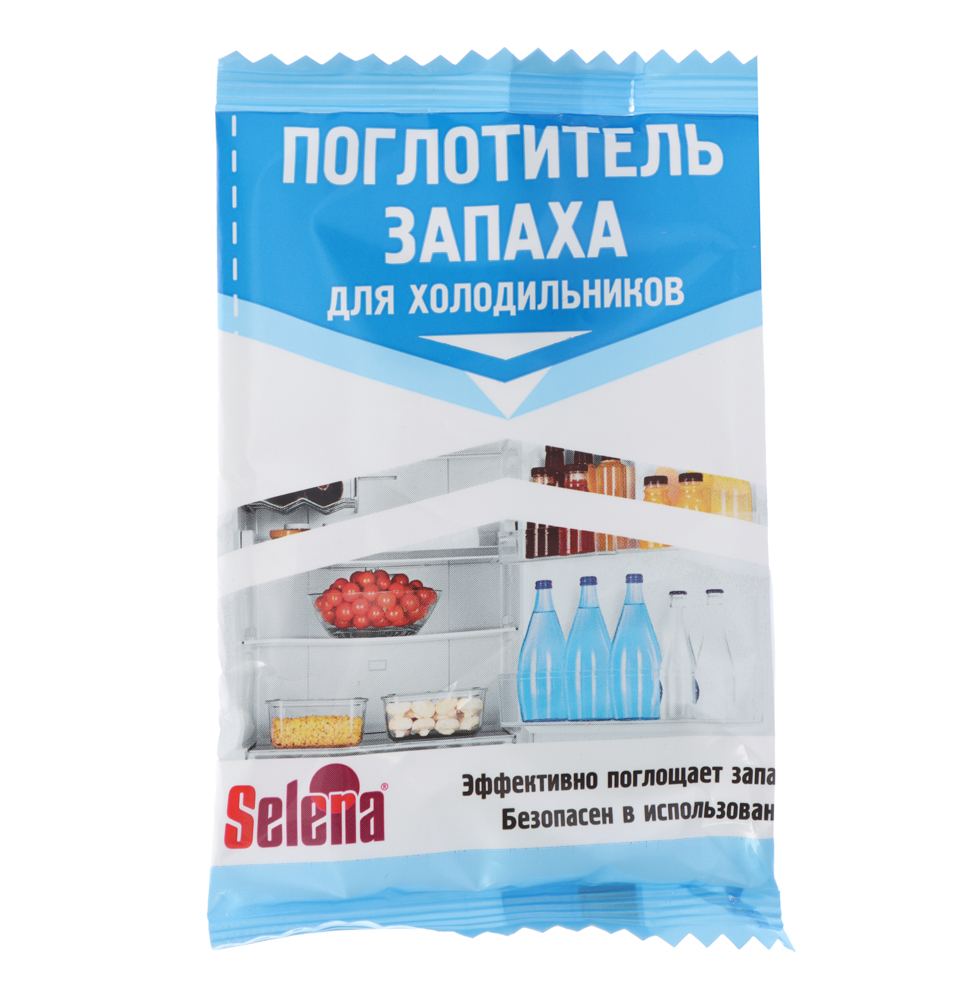 ПОГЛОТИТЕЛЬ
ЗАПАХА
ДЛЯ ХОЛОДИЛЬНИКОВ
Selena®
Эффективно поглощает запа
Безопасен в использован